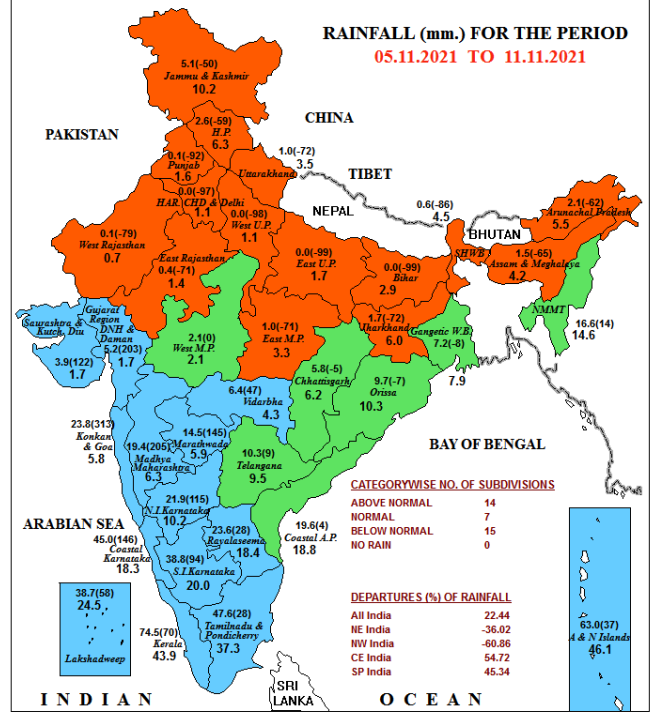 RAINFALL (mm.) FOR THE PERIOD
05.11.2021 TO 11.11.2021
5.1(-50)
Jammu & Kashmir
10.2
CHINA
PAKISTAN
2.6(-59)
H.P.
6.3
1.0(-72)
3.5
Uttarakhand
TIBET
0.1(-92)
Punjab
1.6
0.0(-97)
HAR. CHD & Delhi
1.1
NEPAL
0.6(-86)
4.5
SHWB
BHUTAN
2.1(-62)
Arunachal Pradesh
5.5
0.1(-79)
West Rajasthan
0.7
0.0(-98)
West U.P.
1.1
East Rajasthan
0.4(-71)
1.4
0.0(-99)
East U.P.
1.7
0.0(-99)
Bihar
2.9
1.5(-65)
Assam & Meghalaya
4.2
NMMT
16.6(14)
14.6
Saurashtra &
Kutch, Diu
3.9(122)
1.7
Gujarat
Region
DNH &
Daman
5.2(203)
1.7
2.1(0)
West M.P.
2.1
1.0(-71)
East M.P.
3.3
1.7(-72)
Jharkhand
6.0
Gangetic W.B.
7.2(-8)
7.9
5.8(-5)
Chhattisgarh
6.2
9.7(-7)
Orissa
10.3
6.4(47)
Vidarbha
4.3
23.8(313)
Konkan
& Goa
5.8
14.5(145)
Marathwada
5.9
19.4(205)
Madhya
Maharashtra
6.3
BAY OF BENGAL
10.3(9)
Telangana
9.5
CATEGORYWISE NO. OF SUBDIVISIONS
ABOVE NORMAL 14
NORMAL 7
BELOW NORMAL 15
NO RAIN 0
21.9(115)
N.I.Karnataka
10.2
ARABIAN SEA
45.0(146)
Coastal
Karnataka
18.3
23.6(28)
Rayalaseema
18.4
19.6(4)
Coastal A.P.
18.8
38.8(94)
S.I.Karnataka
20.0
38.7(58)
24.5
Lakshadweep
47.6(28)
Tamilnadu &
Pondicherry
37.3
74.5(70)
Kerala
43.9
DEPARTURES (%) OF RAINFALL
All India 22.44
NE India -36.02
NW India -60.86
CE India 54.72
SP India 45.34
63.0(37)
A & N Islands
46.1
SRI
LANKA
INDIAN OCEAN